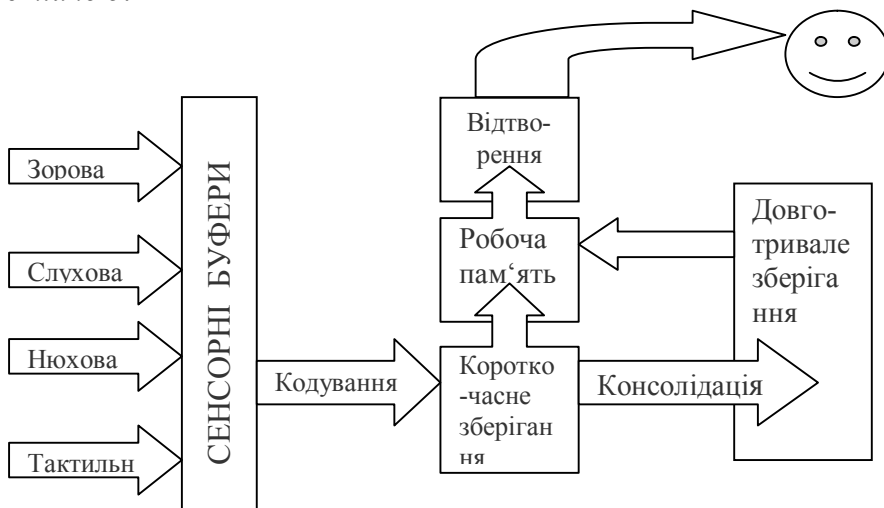 Зорова
Слухова
Нюхова
Тактильн
СЕНСОРНІ БУФЕРИ
Кодування
Відтво-
рення
Робоча
пам‘ять
Коротко
-часне
зберіган
ня
Консолідація
Довго-
тривале
зберіга
ння